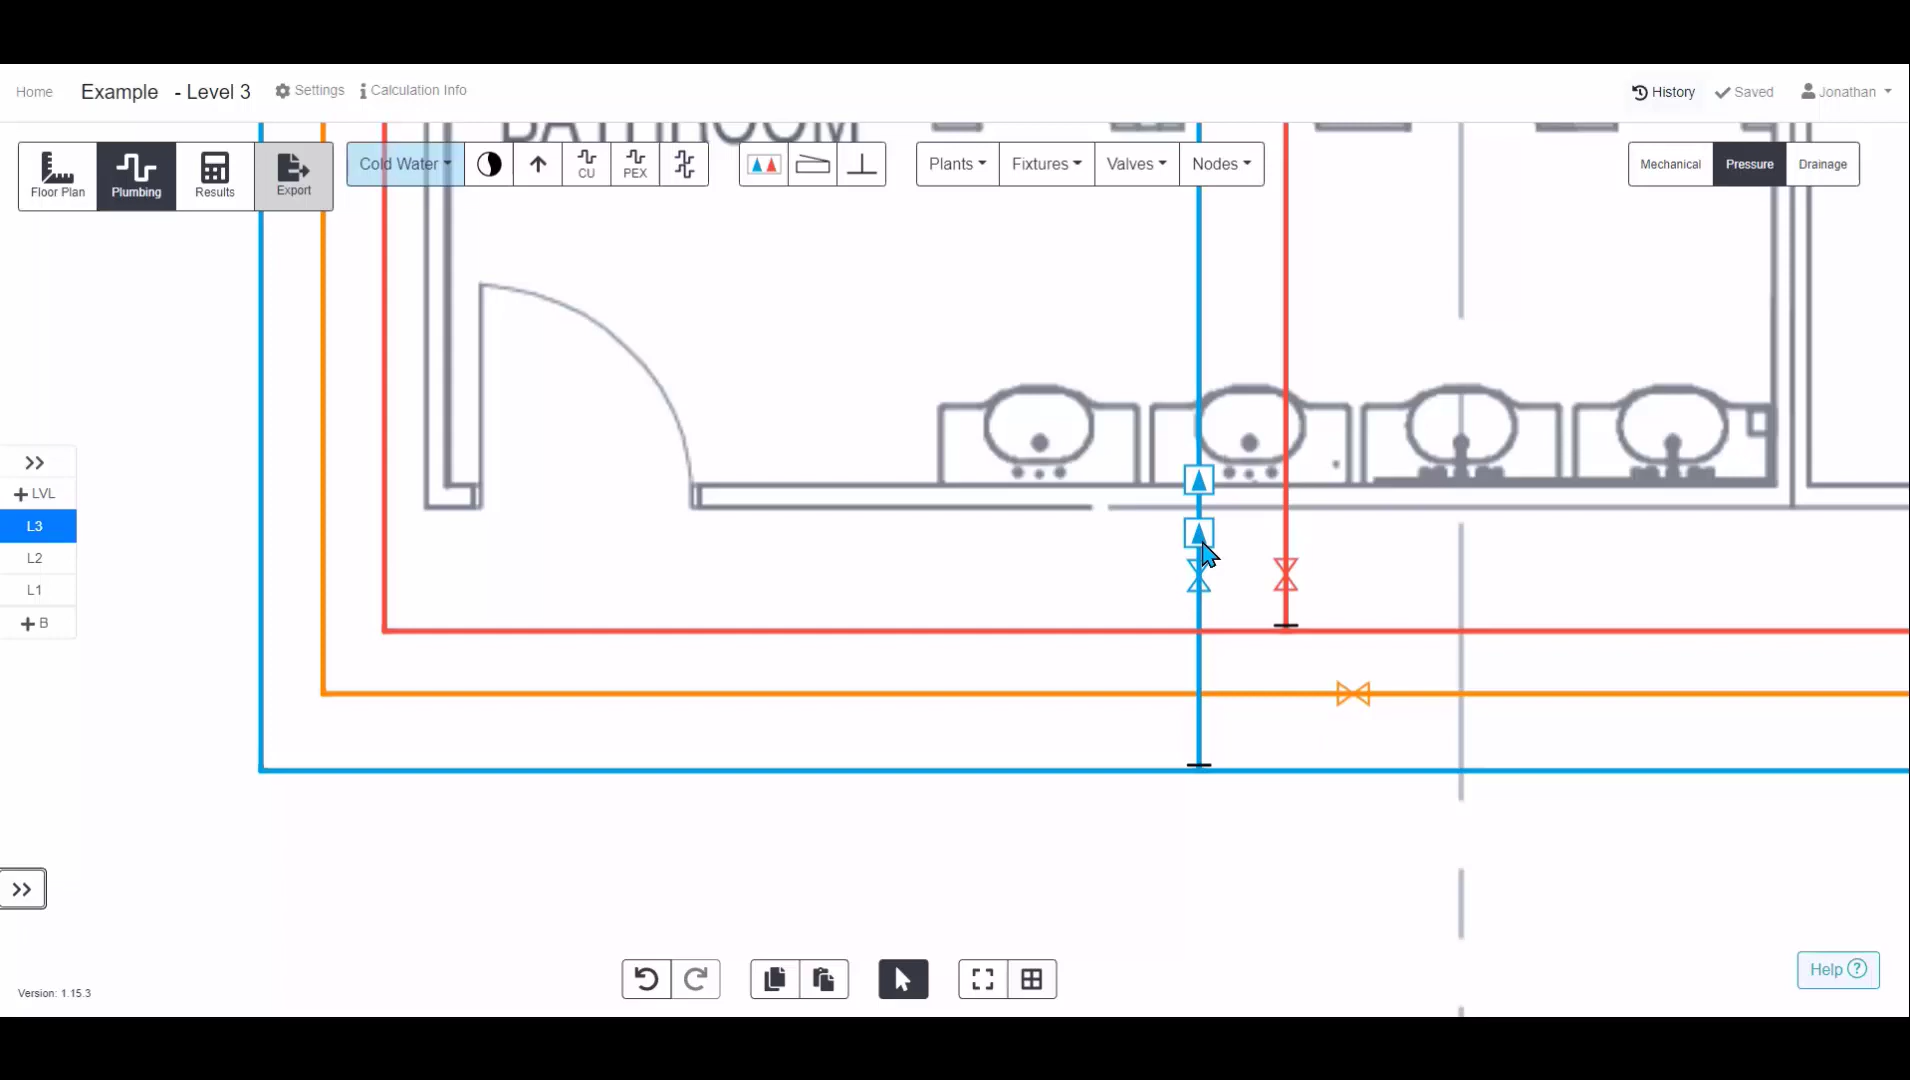 Home
Example - Level 3
Settings
Calculation Info
History
Saved
Jonathan
BATHROOM
Floor Plan
Plumbing
Results
Export
Cold Water
CU
PEX
Plants
Fixtures
Valves
Nodes
Mechanical
Pressure
Drainage
LVL
L3
L2
L1
B
Version: 1.15.3
Help